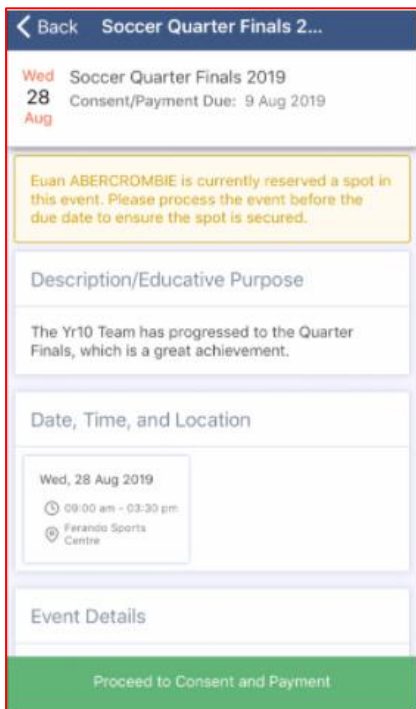 Back Soccer Quarter Finals 2...
Wed
28
Aug
Soccer Quarter Finals 2019
Consent/Payment Due: 9 Aug 2019
Euan ABERCROMBIE is currently reserved a spot in
this event. Please process the event before the
due date to ensure the spot is secured.
Description/Educative Purpose
The Yr10 Team has progressed to the Quarter
Finals, which is a great achievement.
Date, Time, and Location
Wed, 28 Aug 2019
09:00 am - 03:30 pm
Ferando Sports
Centre
Event Details
Proceed to Consent and Payment